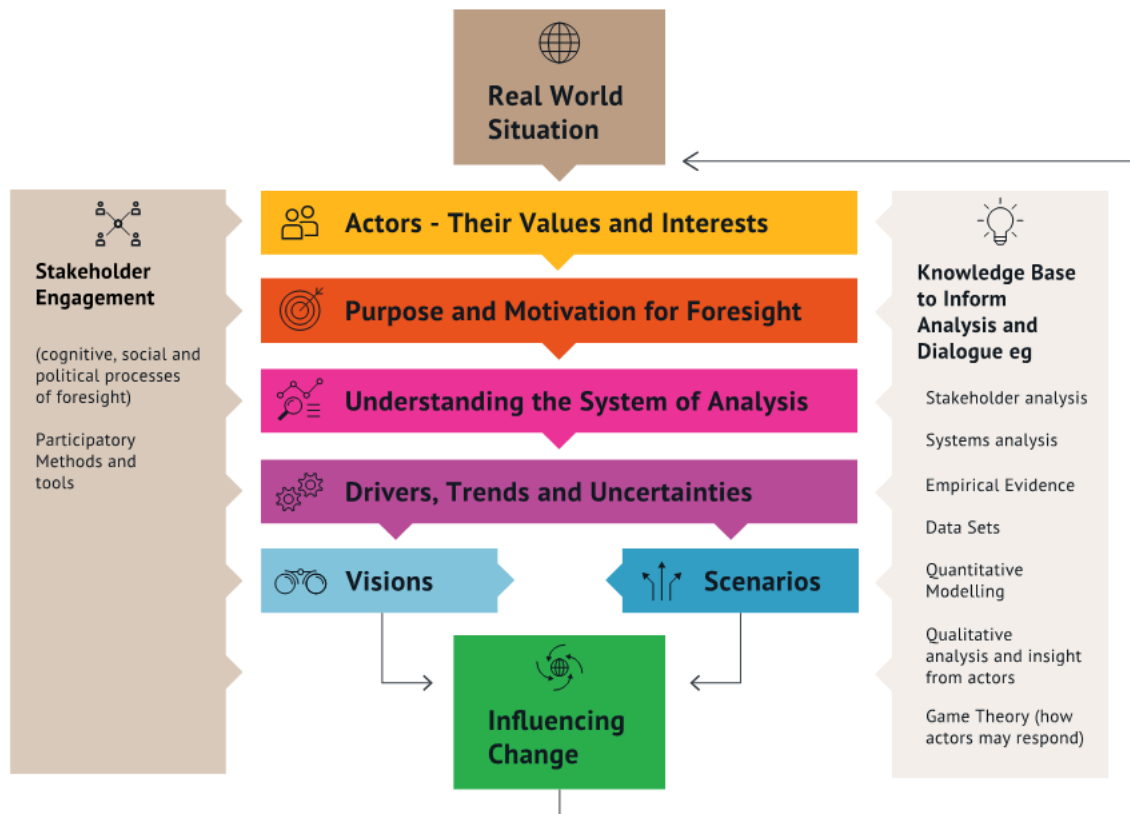 Real World
Situation
Stakeholder
Engagement
(cognitive, social and
political processes
of foresight)
Participatory
Methods and
tools
Actors - Their Values and Interests
Purpose and Motivation for Foresight
Understanding the System of Analysis
Drivers, Trends and Uncertainties
Visions
Scenarios
Influencing
Change
Knowledge Base
to Inform
Analysis and
Dialogue eg
Stakeholder analysis
Systems analysis
Empirical Evidence
Data Sets
Quantitative
Modelling
Qualitative
analysis and insight
from actors
Game Theory (how
actors may respond)